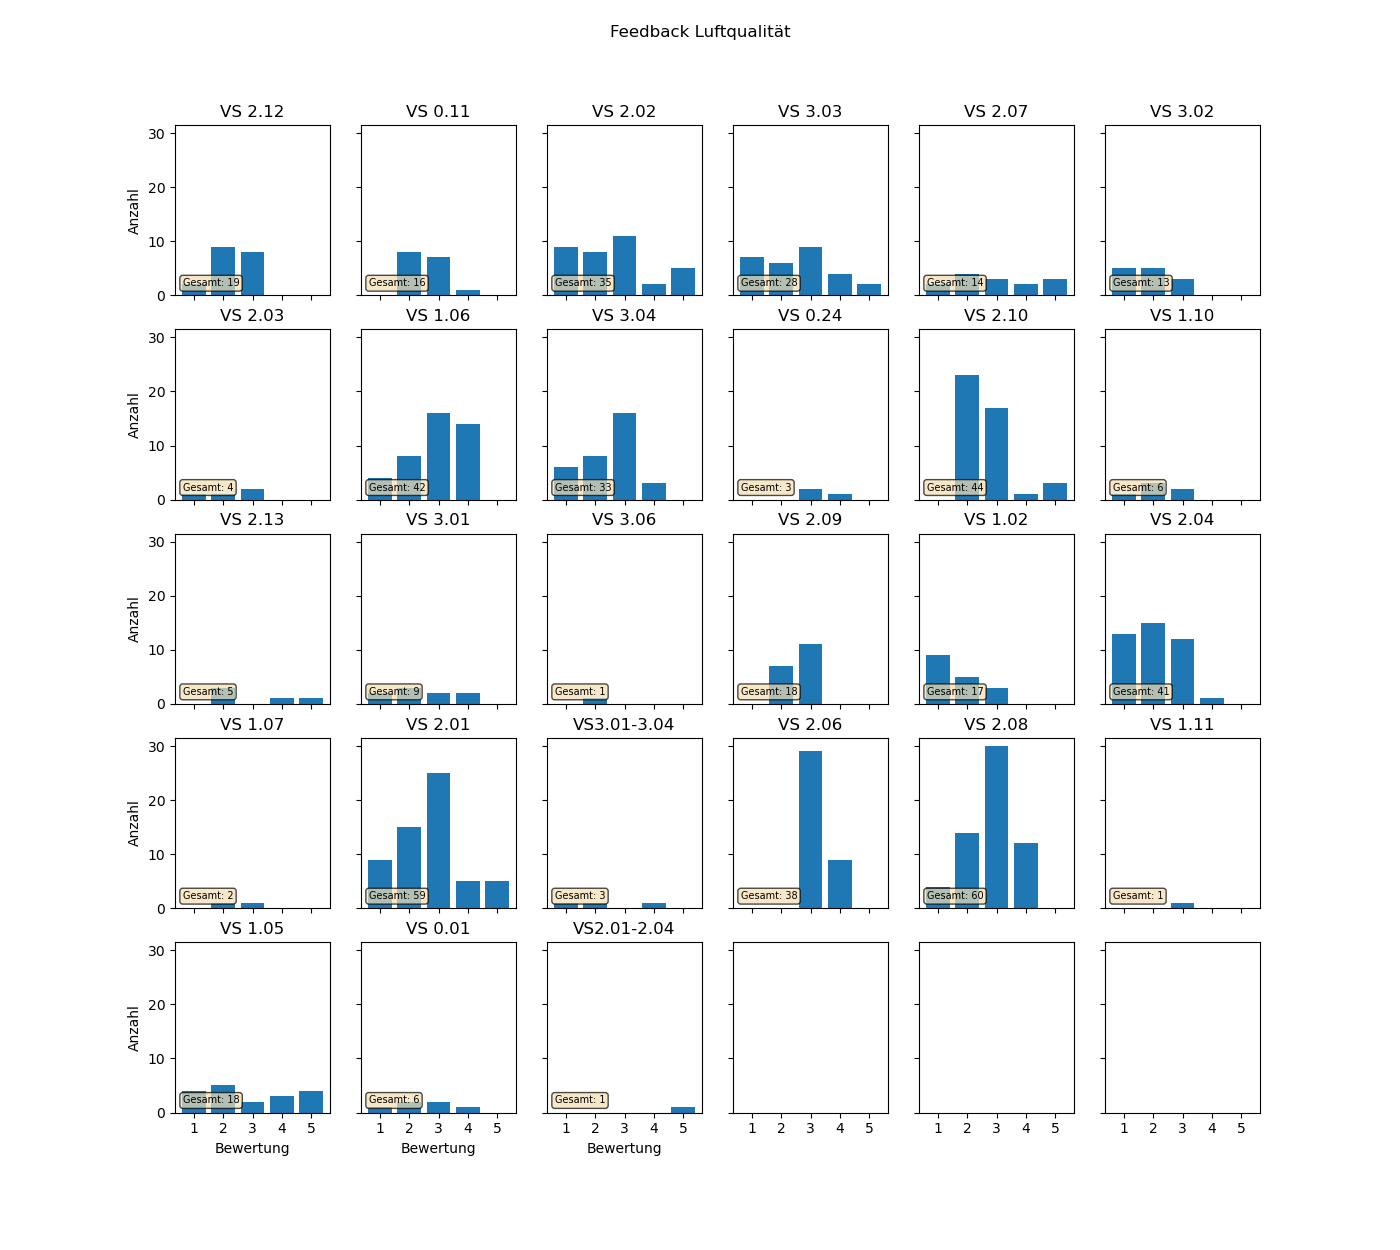 Feedback Luftqualität
VS 2.12 VS 0.11 VS 2.02 VS 3.03 VS 2.07 VS 3.02
30
20
10
0
Anzahl
Gesamt: 19 Gesamt: 16 Gesamt: 35 Gesamt: 28 Gesamt: 14 Gesamt: 13
VS 2.03 VS 1.06 VS 3.04 VS 0.24 VS 2.10 VS 1.10
30
20
10
0
Anzahl
Gesamt: 4 Gesamt: 42 Gesamt: 33 Gesamt: 3 Gesamt: 44 Gesamt: 6
VS 2.13 VS 3.01 VS 3.06 VS 2.09 VS 1.02 VS 2.04
30
20
10
0
Anzahl
Gesamt: 5 Gesamt: 9 Gesamt: 1 Gesamt: 18 Gesamt: 17 Gesamt: 41
VS 1.07 VS 2.01 VS3.01-3.04 VS 2.06 VS 2.08 VS 1.11
30
20
10
0
Anzahl
Gesamt: 2 Gesamt: 59 Gesamt: 3 Gesamt: 38 Gesamt: 60 Gesamt: 1
VS 1.05 VS 0.01 VS2.01-2.04
30
20
10
0
Anzahl
Gesamt: 18 Gesamt: 6 Gesamt: 1
1 2 3 4 5 1 2 3 4 5 1 2 3 4 5 1 2 3 4 5 1 2 3 4 5 1 2 3 4 5
Bewertung Bewertung Bewertung